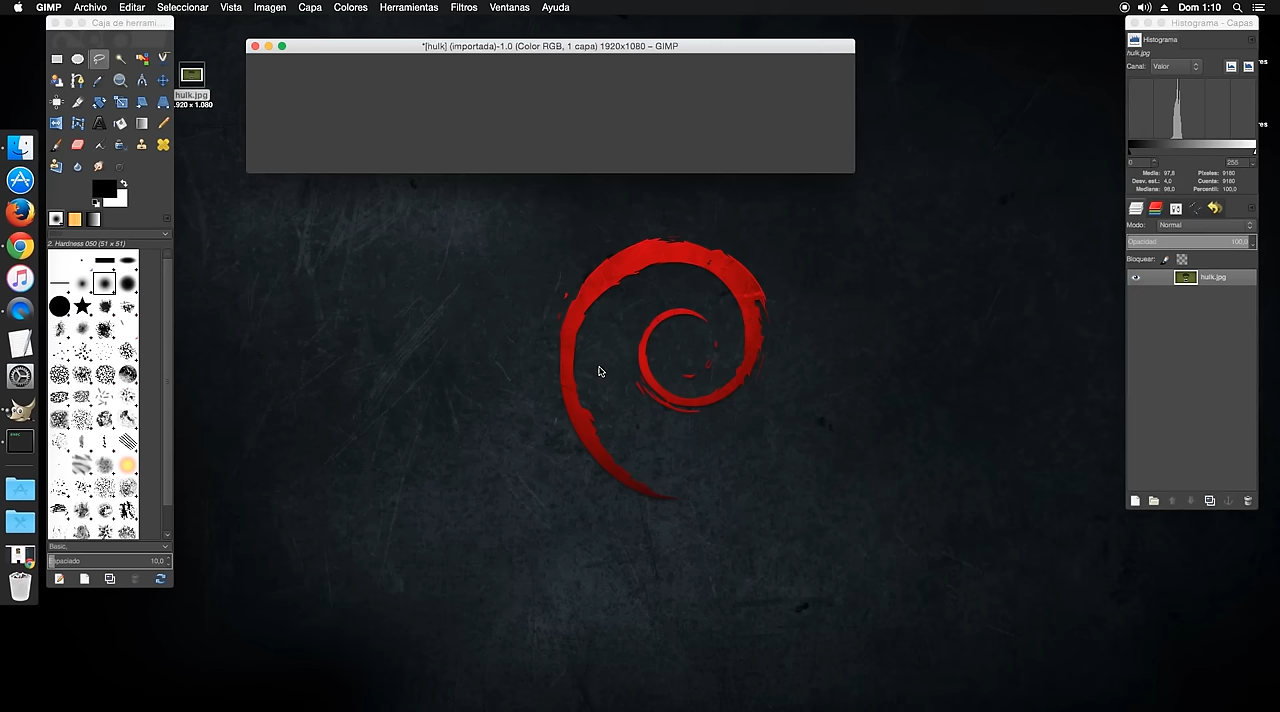 GIMP Archivo Editar Seleccionar Vista Imagen Capa Colores Herramientas Filtros Ventanas Ayuda Dom 1:10
Caja de herrami...
*[hulk] (importada)-1.0 (Color RGB, 1 capa) 1920x1080 – GIMP
hulk.jpg
.920 x 1.080
2. Hardness 050 (51 x 51)
Basic,
Espaciado 10,0
Histograma - Capas
Histograma
hulk.jpg
Canal: Valor
0 255
Media: 97,8 Píxeles: 9180
Desv. est.: 4,0 Cuenta: 9180
Mediana: 98,0 Percentil: 100,0
Modo: Normal
Opacidad 100,0
Bloquear:
hulk.jpg